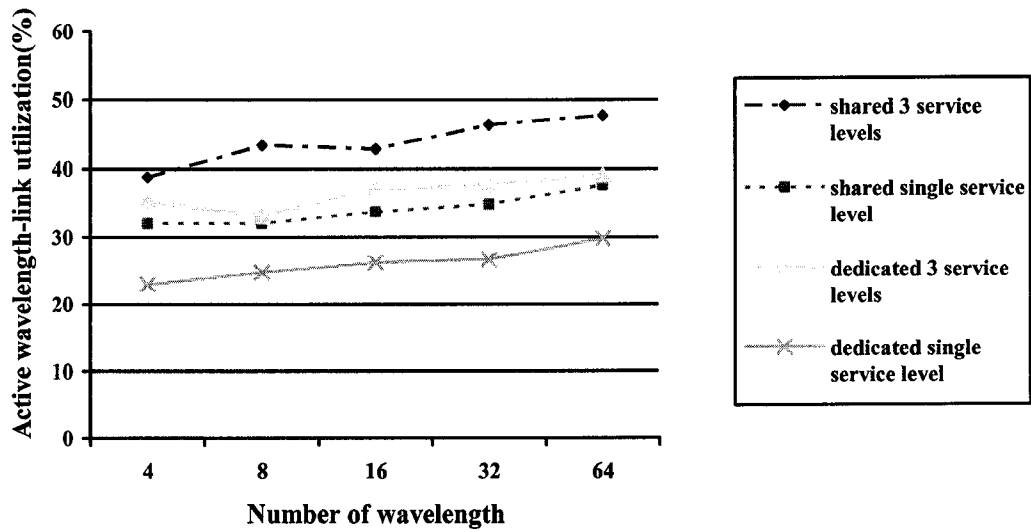 Active wavelength-link utilization(%)
60
50
40
30
20
10
0
4 8 16 32 64
Number of wavelength
shared 3 service
levels
shared single service
level
dedicated 3 service
levels
dedicated single
service level